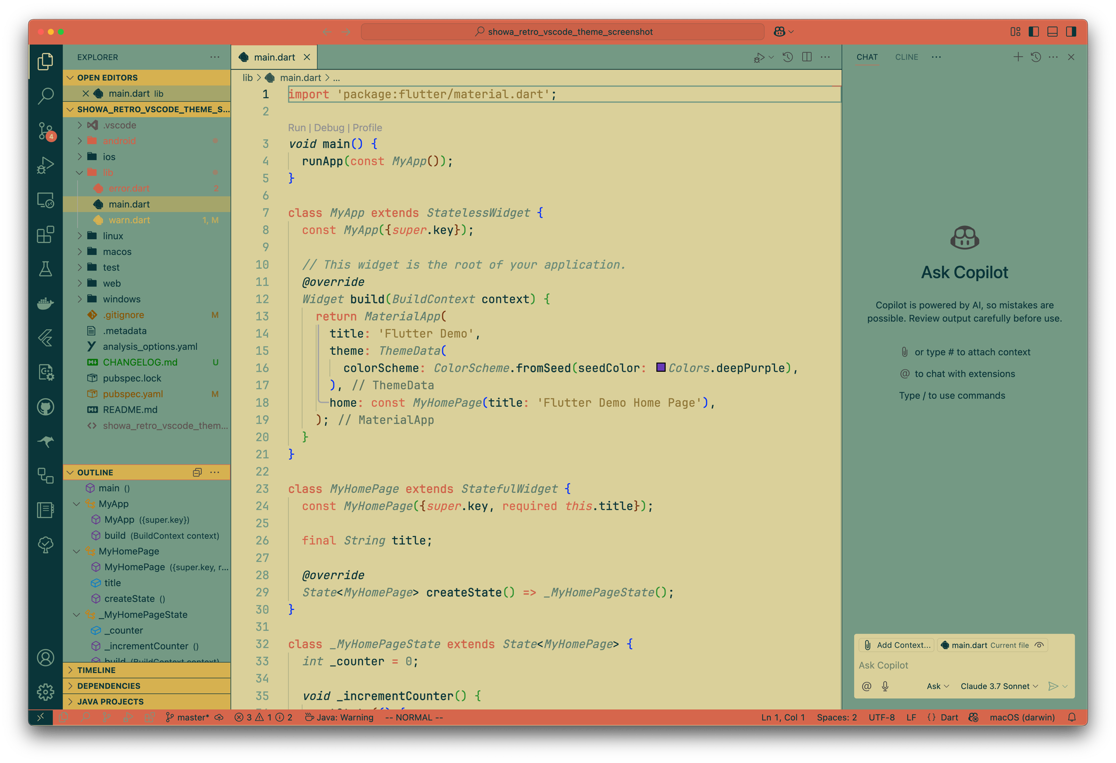 showa_retro_vscode_theme_screenshot
EXPLORER
OPEN EDITORS
main.dart lib
SHOWA_RETRO_VSCODE_THEME_S...
.vscode
android
ios
lib
error.dart 3
main.dart
warn.dart 1, M
linux
macos
test
web
windows
.gitignore M
.metadata
analysis_options.yaml
CHANGELOG.md U
pubspec.lock
pubspec.yaml M
README.md
showa_retro_vscode_them...
OUTLINE
main ()
MyApp
MyApp ({super.key})
build (BuildContext context)
MyHomePage
MyHomePage ({super.key, r...
title
createState ()
_MyHomePageState
_counter
_incrementCounter ()
build (BuildContext context)
TIMELINE
DEPENDENCIES
JAVA PROJECTS
4
main.dart
lib > main.dart > ...
1 import 'package:flutter/material.dart';
2
Run | Debug | Profile
3 void main() {
4 runApp(const MyApp());
5 }
6
7 class MyApp extends StatelessWidget {
8 const MyApp({super.key});
9
10 // This widget is the root of your application.
11 @override
12 Widget build(BuildContext context) {
13 return MaterialApp(
14 title: 'Flutter Demo',
15 theme: ThemeData(
16 colorScheme: ColorScheme.fromSeed(seedColor: Colors.deepPurple),
17 ), // ThemeData
18 home: const MyHomePage(title: 'Flutter Demo Home Page'),
19 ); // MaterialApp
20 }
21 }
22
23 class MyHomePage extends StatefulWidget {
24 const MyHomePage({super.key, required this.title});
25
26 final String title;
27
28 @override
29 State<MyHomePage> createState() => _MyHomePageState();
30 }
31
32 class _MyHomePageState extends State<MyHomePage> {
33 int _counter = 0;
34
35 void _incrementCounter() {
CHAT CLINE
Ask Copilot
Copilot is powered by AI, so mistakes are
possible. Review output carefully before use.
or type # to attach context
@ to chat with extensions
Type / to use commands
Add Context... main.dart Current file
Ask Copilot
@ Ask Claude 3.7 Sonnet
master* 3 1 2 Java: Warning -- NORMAL --
Ln 1, Col 1 Spaces: 2 UTF-8 LF {} Dart macOS (darwin)